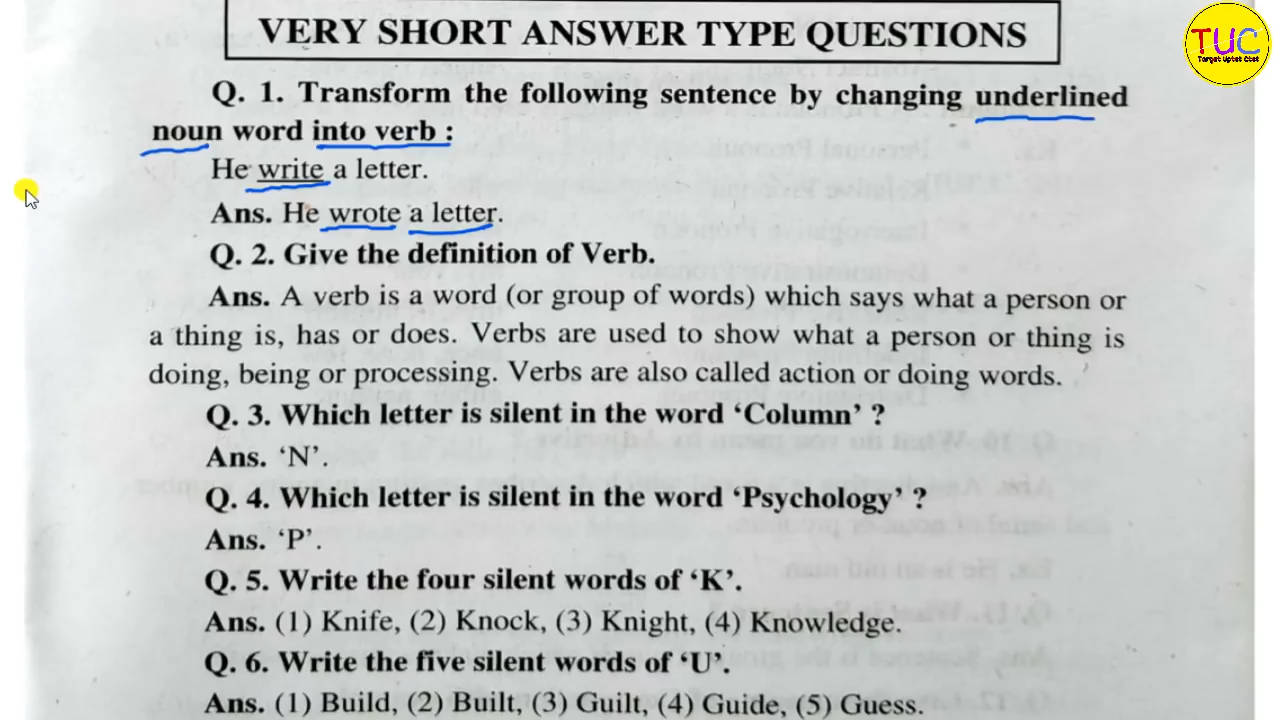 VERY SHORT ANSWER TYPE QUESTIONS
TUC
Target Uptet Ctet
Q. 1. Transform the following sentence by changing underlined
noun word into verb :
He write a letter.
Ans. He wrote a letter.
Q. 2. Give the definition of Verb.
Ans. A verb is a word (or group of words) which says what a person or
a thing is, has or does. Verbs are used to show what a person or thing is
doing, being or processing. Verbs are also called action or doing words.
Q. 3. Which letter is silent in the word ‘Column’ ?
Ans. ‘N’.
Q. 4. Which letter is silent in the word ‘Psychology’ ?
Ans. ‘P’.
Q. 5. Write the four silent words of ‘K’.
Ans. (1) Knife, (2) Knock, (3) Knight, (4) Knowledge.
Q. 6. Write the five silent words of ‘U’.
Ans. (1) Build, (2) Built, (3) Guilt, (4) Guide, (5) Guess.